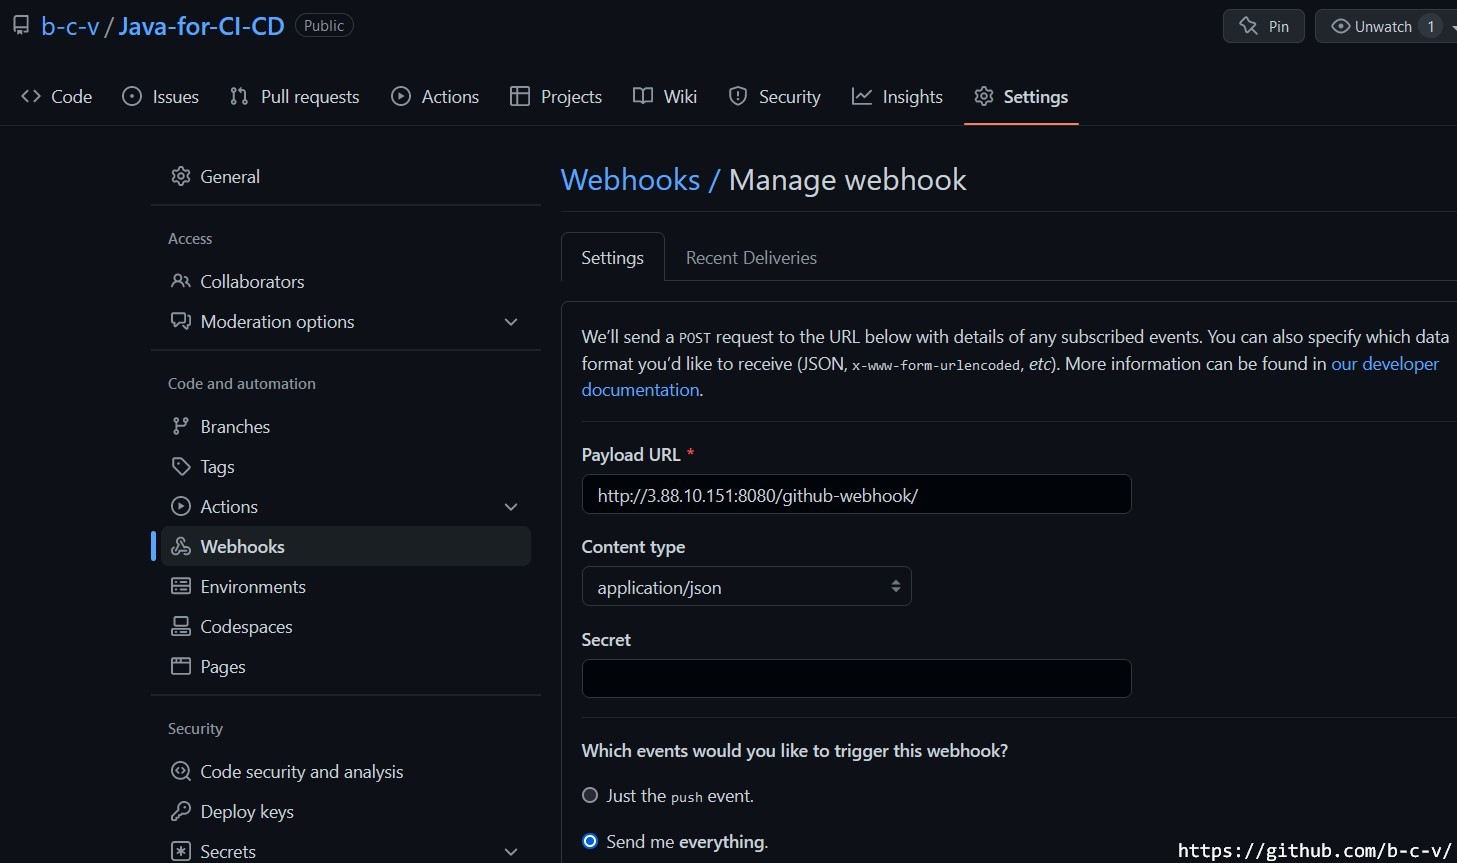 b-c-v / Java-for-CI-CD Public Pin Unwatch 1
Code Issues Pull requests Actions Projects Wiki Security Insights Settings
General
Access
Collaborators
Moderation options
Code and automation
Branches
Tags
Actions
Webhooks
Environments
Codespaces
Pages
Security
Code security and analysis
Deploy keys
Secrets
Webhooks / Manage webhook
Settings Recent Deliveries
We’ll send a POST request to the URL below with details of any subscribed events. You can also specify which data
format you’d like to receive (JSON, x-www-form-urlencoded, etc). More information can be found in our developer
documentation.
Payload URL *
http://3.88.10.151:8080/github-webhook/
Content type
application/json
Secret
Which events would you like to trigger this webhook?
Just the push event.
Send me everything.
https://github.com/b-c-v/